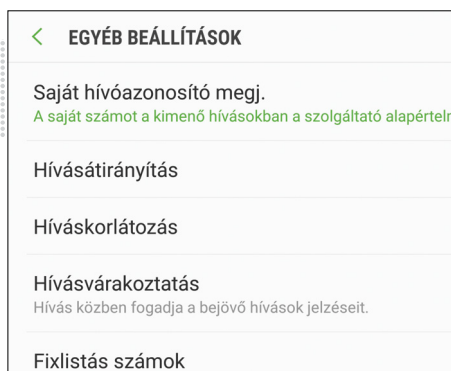 EGYÉB BEÁLLÍTÁSOK
Saját hívóazonosító megj.
A saját számot a kimenő hívásokban a szolgáltató
Hívásátirányítás
Híváskorlátozás
Hívásvárakoztatás
Hívás közben fogadja a bejövő hívások jelzéseit.
Fixlistás számok